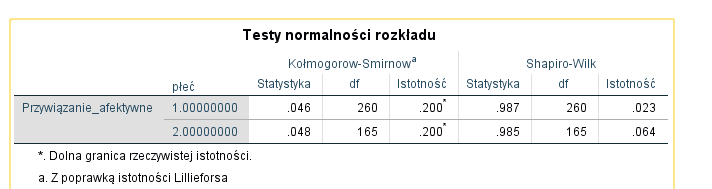 Testy normalności rozkładu
Kołmogorow-Smirnowᵃ Shapiro-Wilk
płeć Statystyka df Istotność Statystyka df Istotność
Przywiązanie_afektywne 1.00000000 .046 260 .200* .987 260 .023
2.00000000 .048 165 .200* .985 165 .064
*. Dolna granica rzeczywistej istotności.
a. Z poprawką istotności Lillieforsa